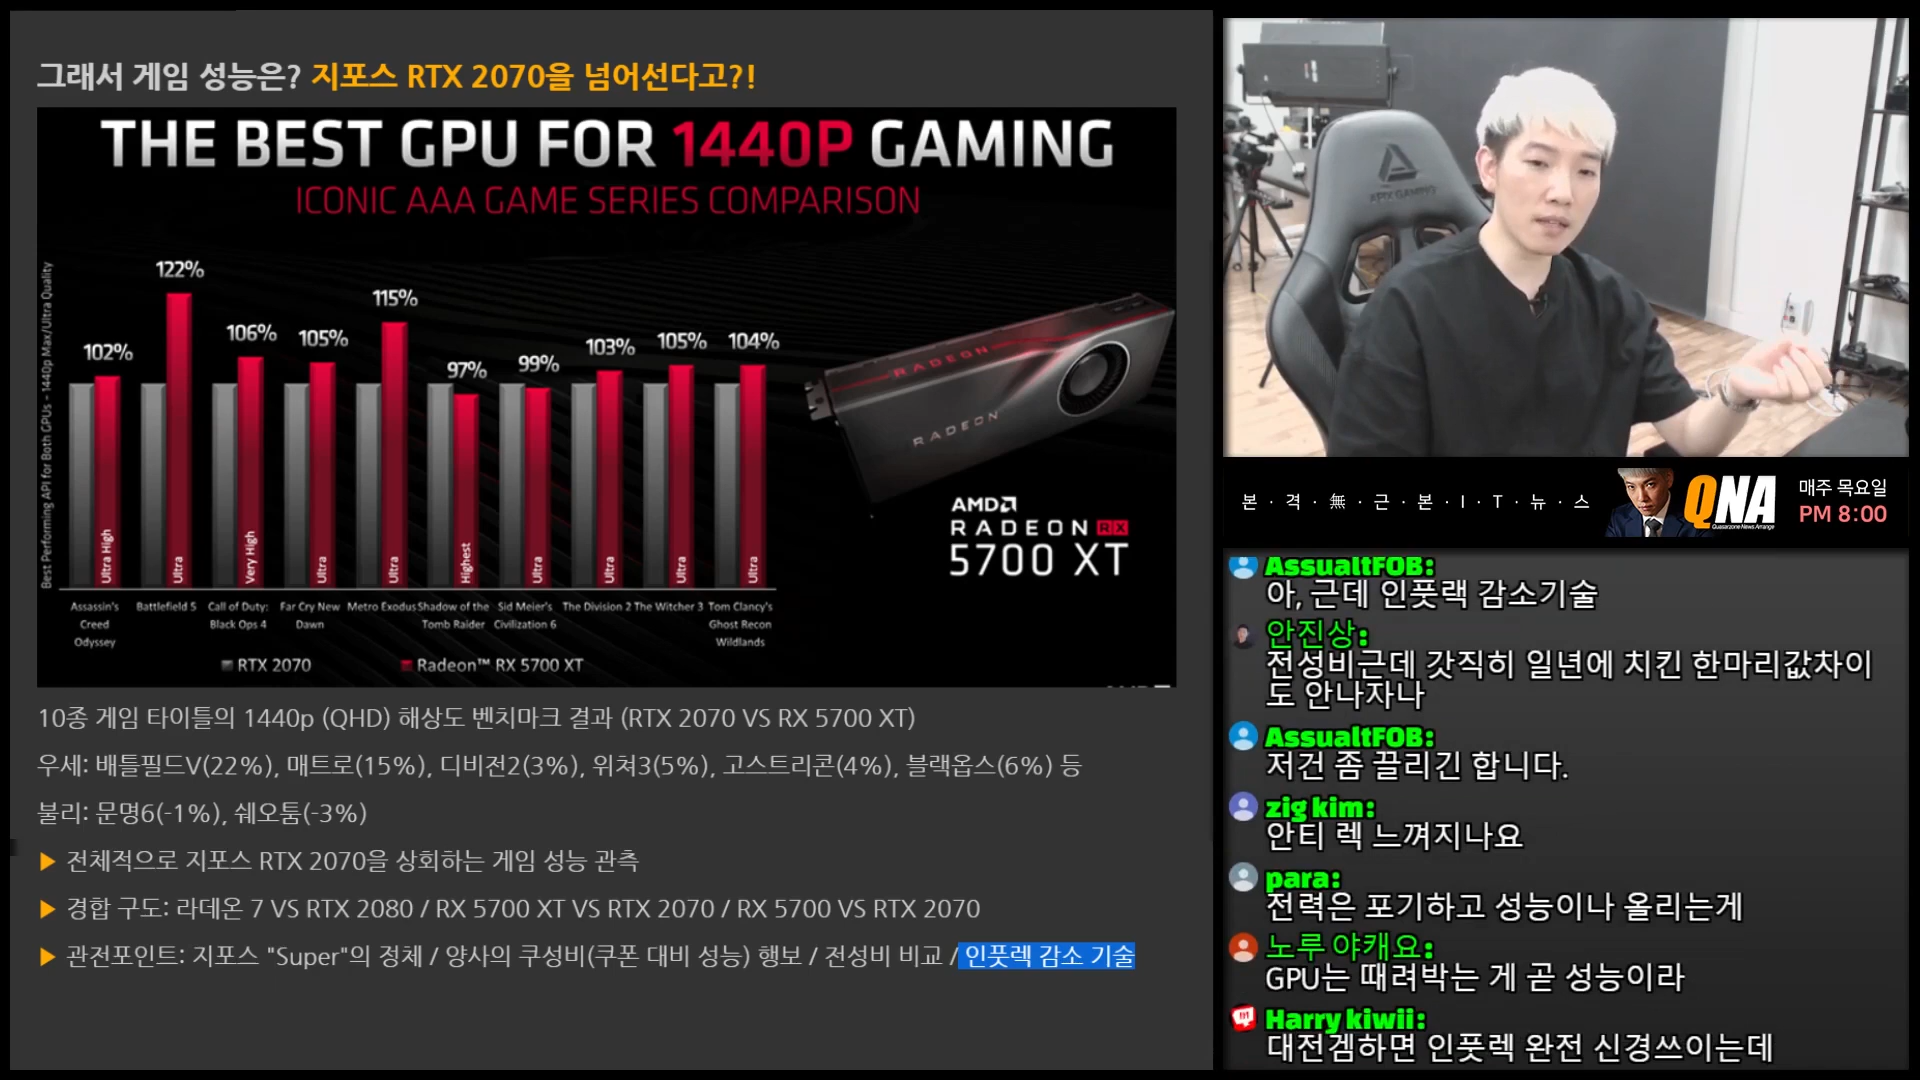 그래서 게임 성능은? 지포스 RTX 2070을 넘어선다고?!
THE BEST GPU FOR 1440P GAMING
ICONIC AAA GAME SERIES COMPARISON
Best Performing API for Both GPUs - 1440p Max/Ultra Quality
102%
122%
106%
105%
115%
97%
99%
103%
105%
104%
Ultra High
Ultra
Very High
Ultra
Ultra
Highest
Ultra
Ultra
Ultra
Ultra
Assassin's Creed Odyssey
Battlefield 5
Call of Duty: Black Ops 4
Far Cry New Dawn
Metro Exodus
Shadow of the Tomb Raider
Sid Meier's Civilization 6
The Division 2
The Witcher 3
Tom Clancy's Ghost Recon Wildlands
RTX 2070
Radeon™ RX 5700 XT
RADEON
RADEON
AMD
RADEON RX
5700 XT
10종 게임 타이틀의 1440p (QHD) 해상도 벤치마크 결과 (RTX 2070 VS RX 5700 XT)
우세: 배틀필드V(22%), 매트로(15%), 디비전2(3%), 위쳐3(5%), 고스트리콘(4%), 블랙옵스(6%) 등
불리: 문명6(-1%), 쉐오툼(-3%)
▶ 전체적으로 지포스 RTX 2070을 상회하는 게임 성능 관측
▶ 경합 구도: 라데온 7 VS RTX 2080 / RX 5700 XT VS RTX 2070 / RX 5700 VS RTX 2070
▶ 관전포인트: 지포스 "Super"의 정체 / 양사의 쿠성비(쿠폰 대비 성능) 행보 / 전성비 비교 / 인풋렉 감소 기술
APIX GAMING
본·격·無·근·본·I·T·뉴·스
QNA
Quasarzone News Arrange
매주 목요일
PM 8:00
AssualtFOB:
아, 근데 인풋랙 감소기술
안진상:
전성비근데 갓직히 일년에 치킨 한마리값차이
도 안나자나
AssualtFOB:
저건 좀 끌리긴 합니다.
zig kim:
안티 렉 느껴지나요
para:
전력은 포기하고 성능이나 올리는게
노루 야캐요:
GPU는 때려박는 게 곧 성능이라
Harry kiwii:
대전겜하면 인풋렉 완전 신경쓰이는데